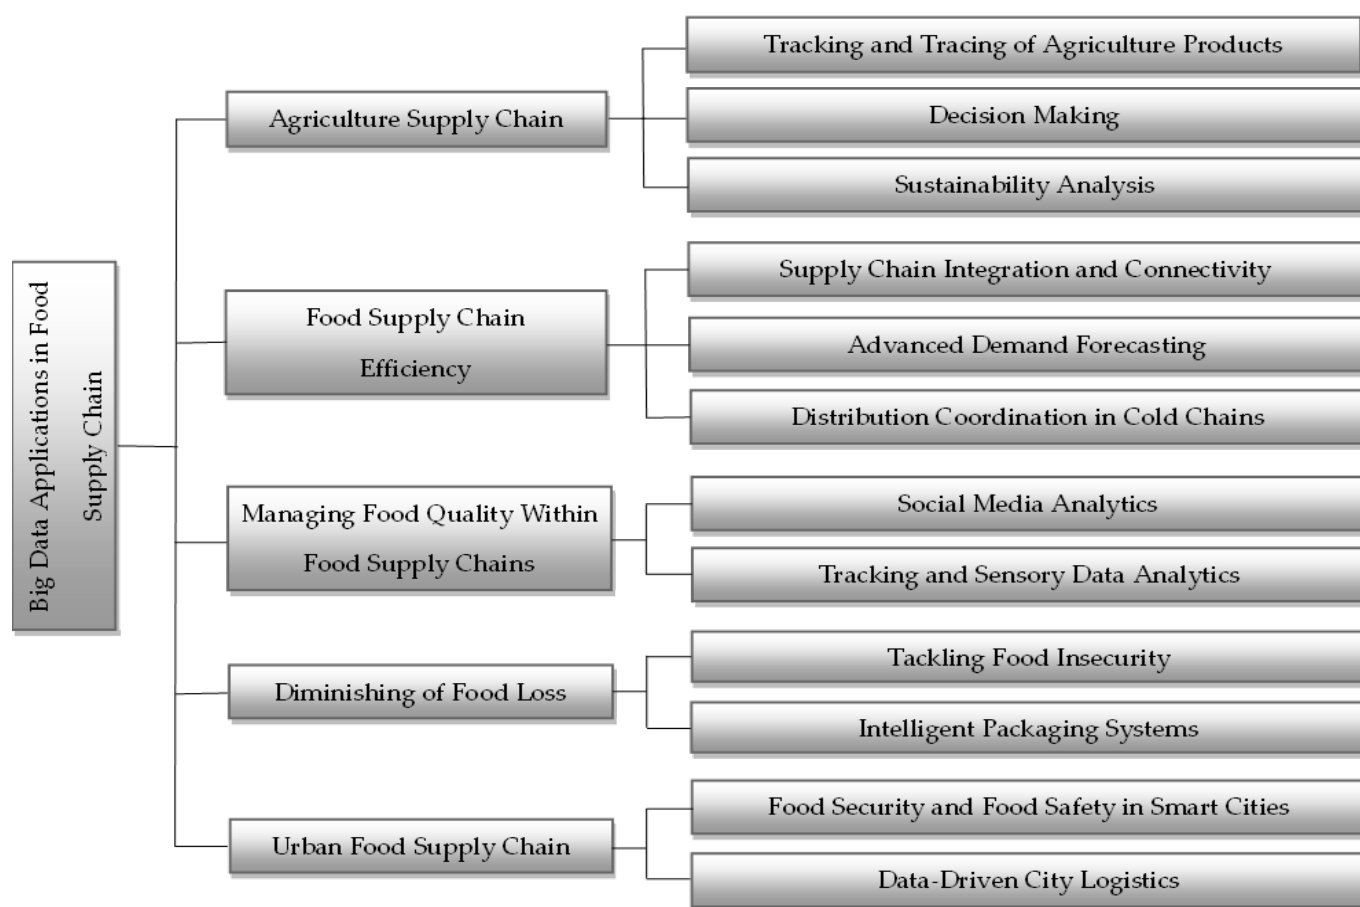 Big Data Applications in Food
Supply Chain
Agriculture Supply Chain
Tracking and Tracing of Agriculture Products
Decision Making
Sustainability Analysis
Food Supply Chain
Efficiency
Supply Chain Integration and Connectivity
Advanced Demand Forecasting
Distribution Coordination in Cold Chains
Managing Food Quality Within
Food Supply Chains
Social Media Analytics
Tracking and Sensory Data Analytics
Diminishing of Food Loss
Tackling Food Insecurity
Intelligent Packaging Systems
Urban Food Supply Chain
Food Security and Food Safety in Smart Cities
Data-Driven City Logistics